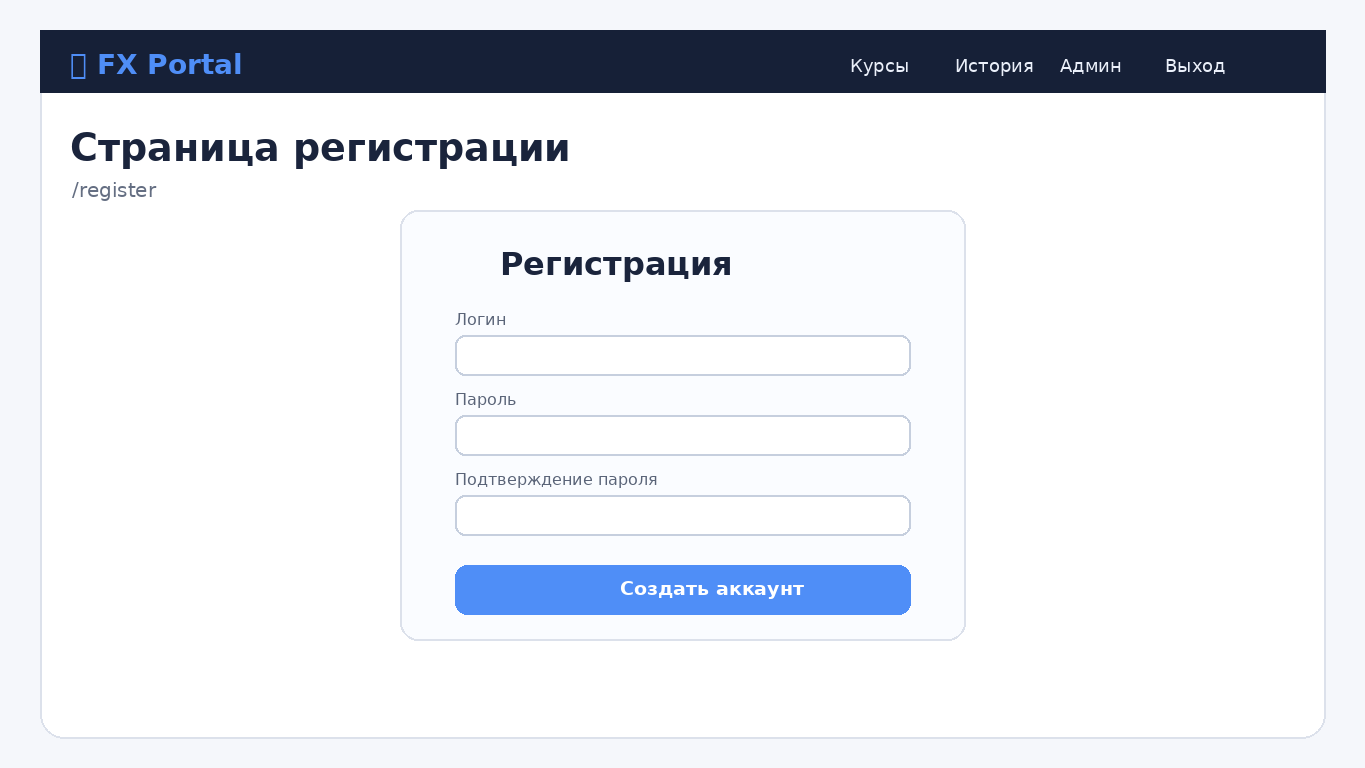 FX Portal
Курсы История Админ Выход
Страница регистрации
/register
Регистрация
Логин
Пароль
Подтверждение пароля
Создать аккаунт